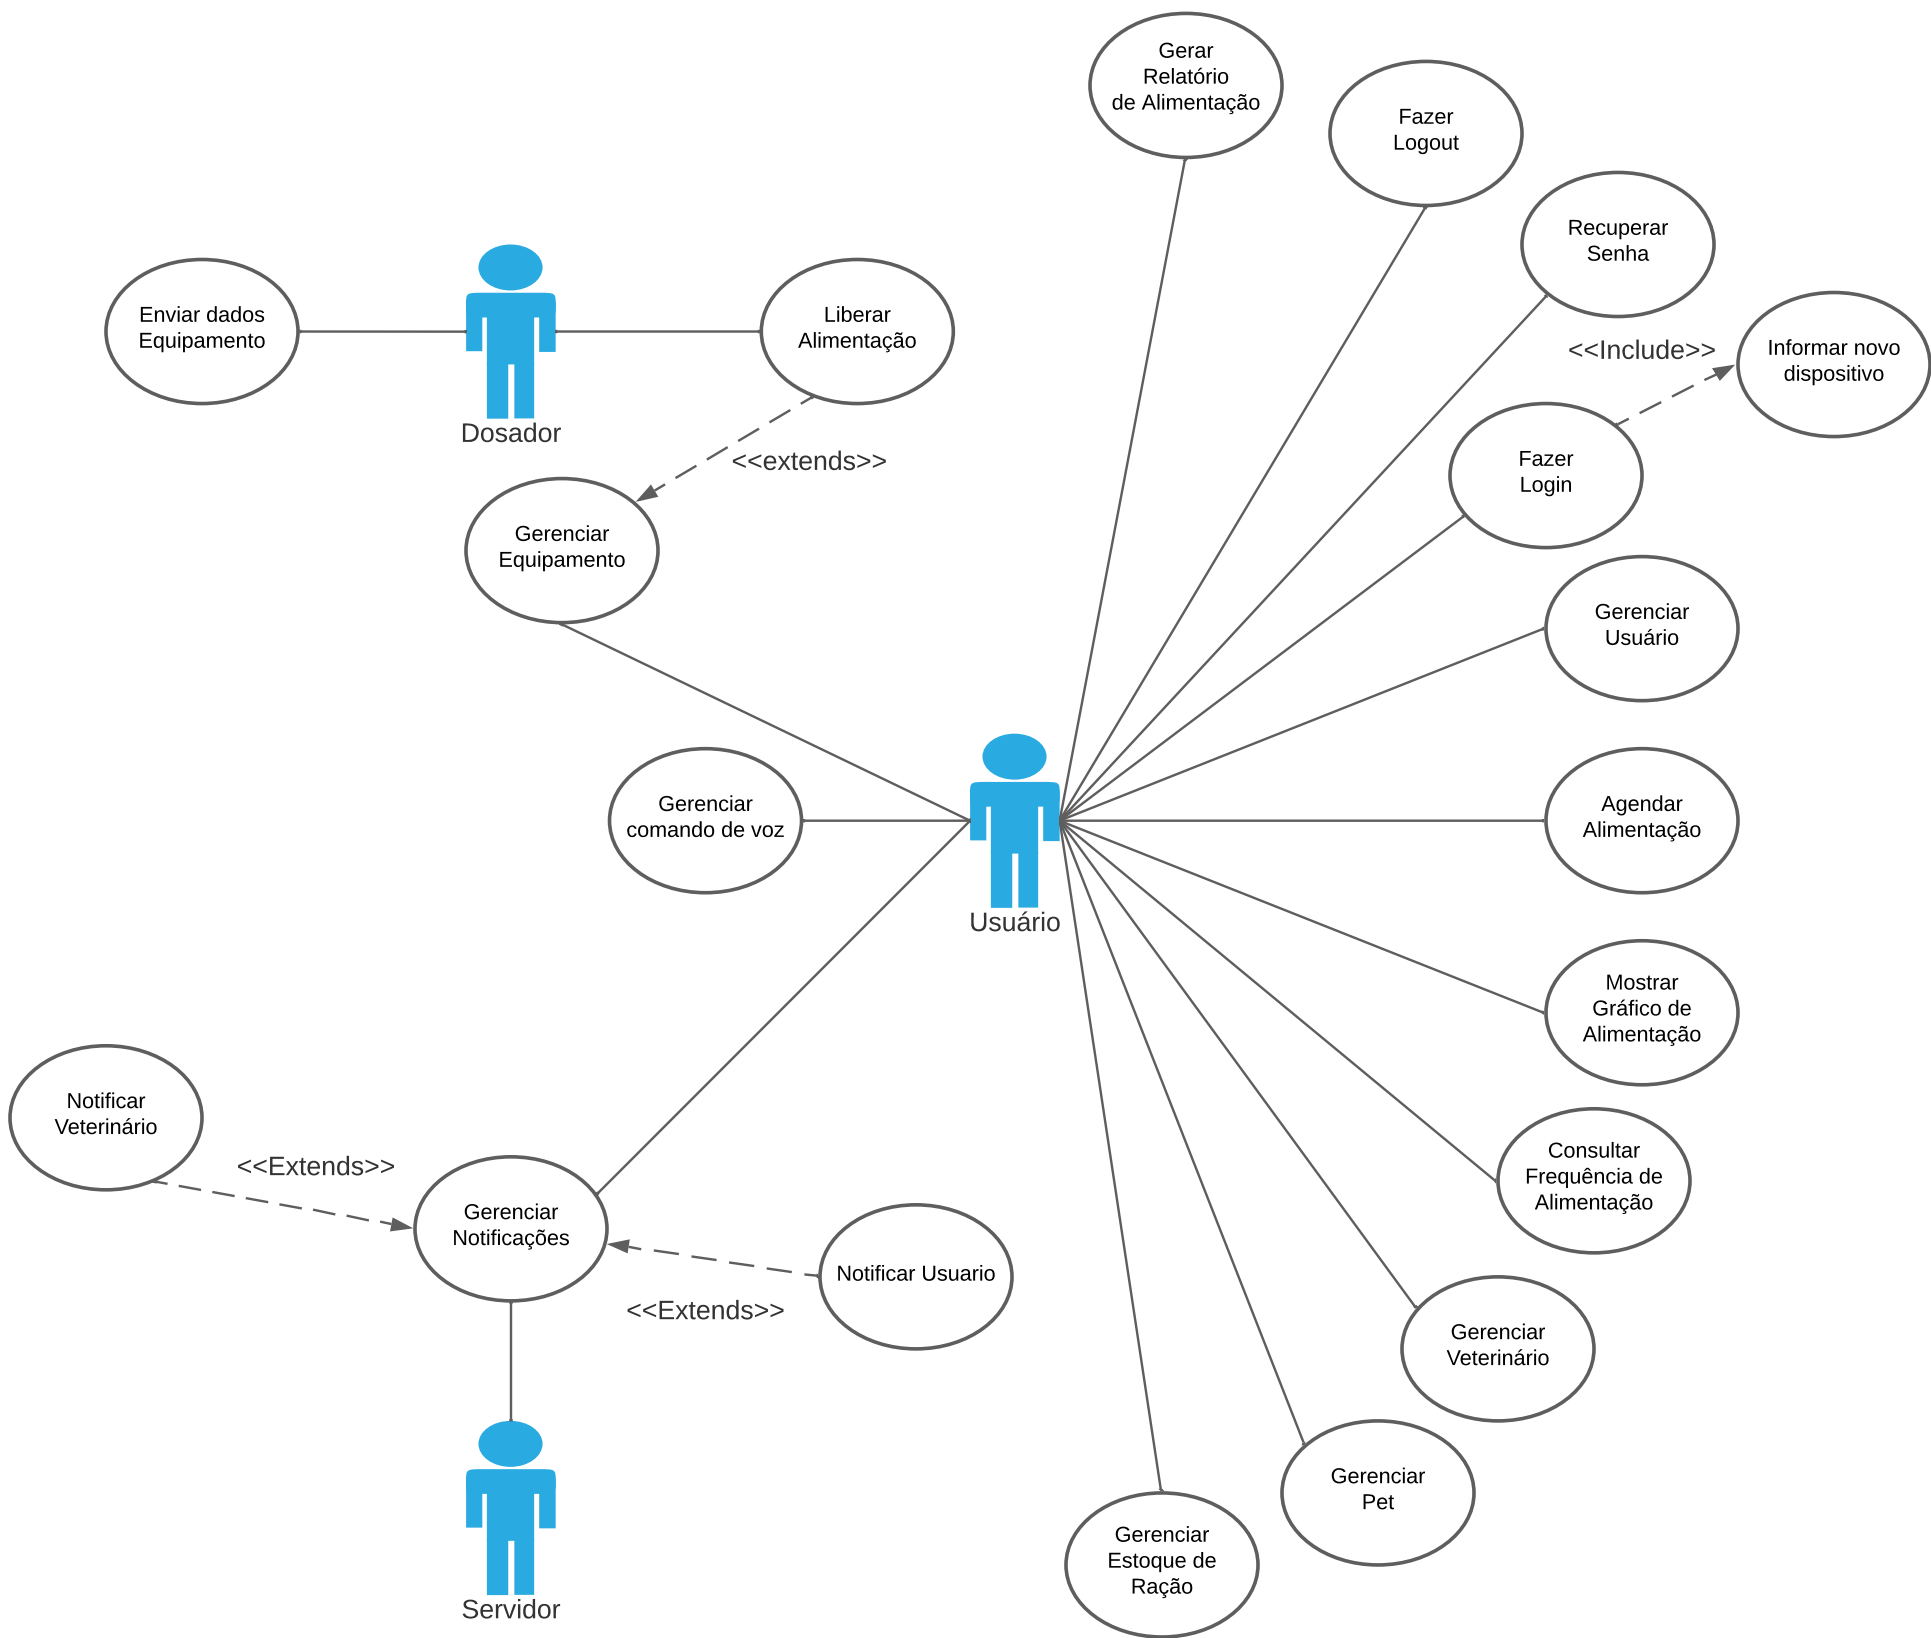 Gerar
Relatório
de Alimentação
Fazer
Logout
Recuperar
Senha
Enviar dados
Equipamento
Liberar
Alimentação
<<Include>>
Informar novo
dispositivo
Dosador
<<extends>>
Fazer
Login
Gerenciar
Equipamento
Gerenciar
Usuário
Gerenciar
comando de voz
Agendar
Alimentação
Usuário
Mostrar
Gráfico de
Alimentação
Notificar
Veterinário
<<Extends>>
Consultar
Frequência de
Alimentação
Gerenciar
Notificações
Notificar Usuario
<<Extends>>
Gerenciar
Veterinário
Gerenciar
Pet
Gerenciar
Estoque de
Ração
Servidor